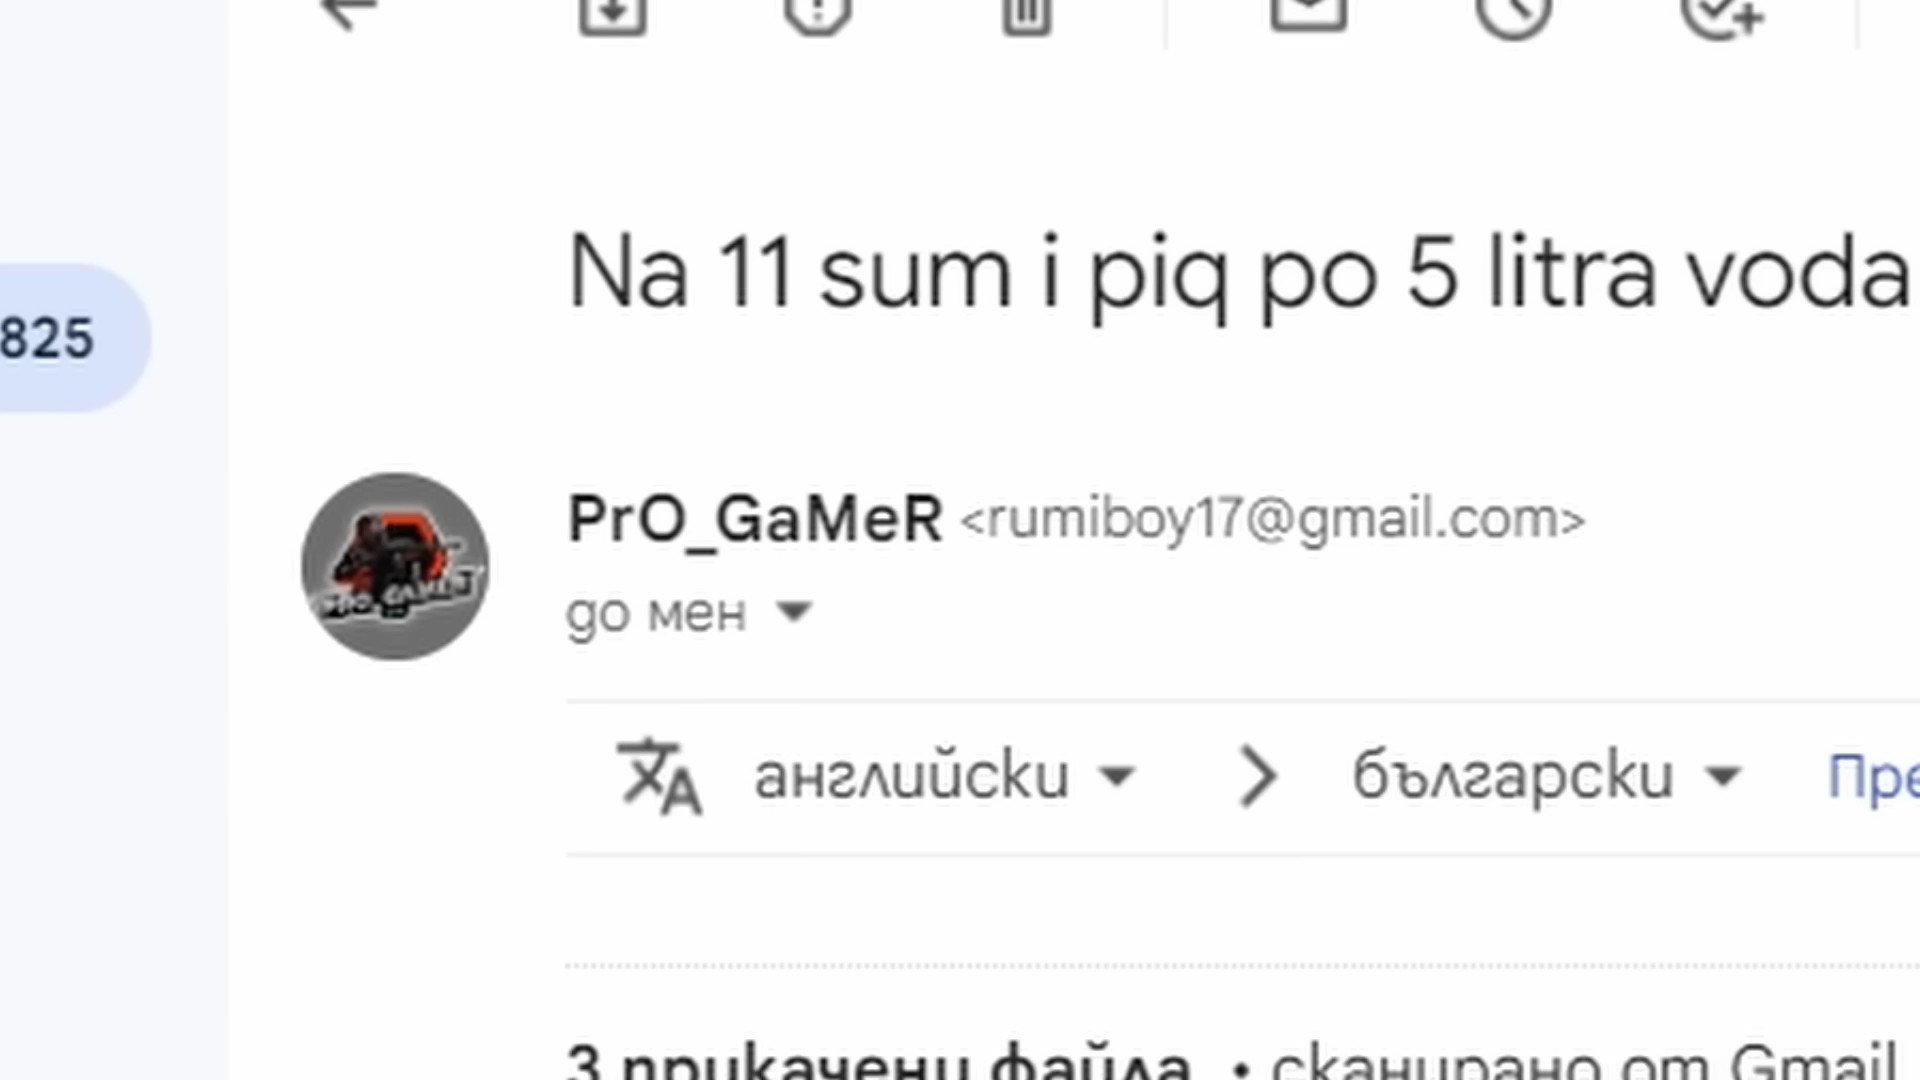 Na 11 sum i piq po 5 litra voda
825
PrO_GaMeR <rumiboy17@gmail.com>
до мен
английски > български
3 прикачени файла • сканирано от Gmail